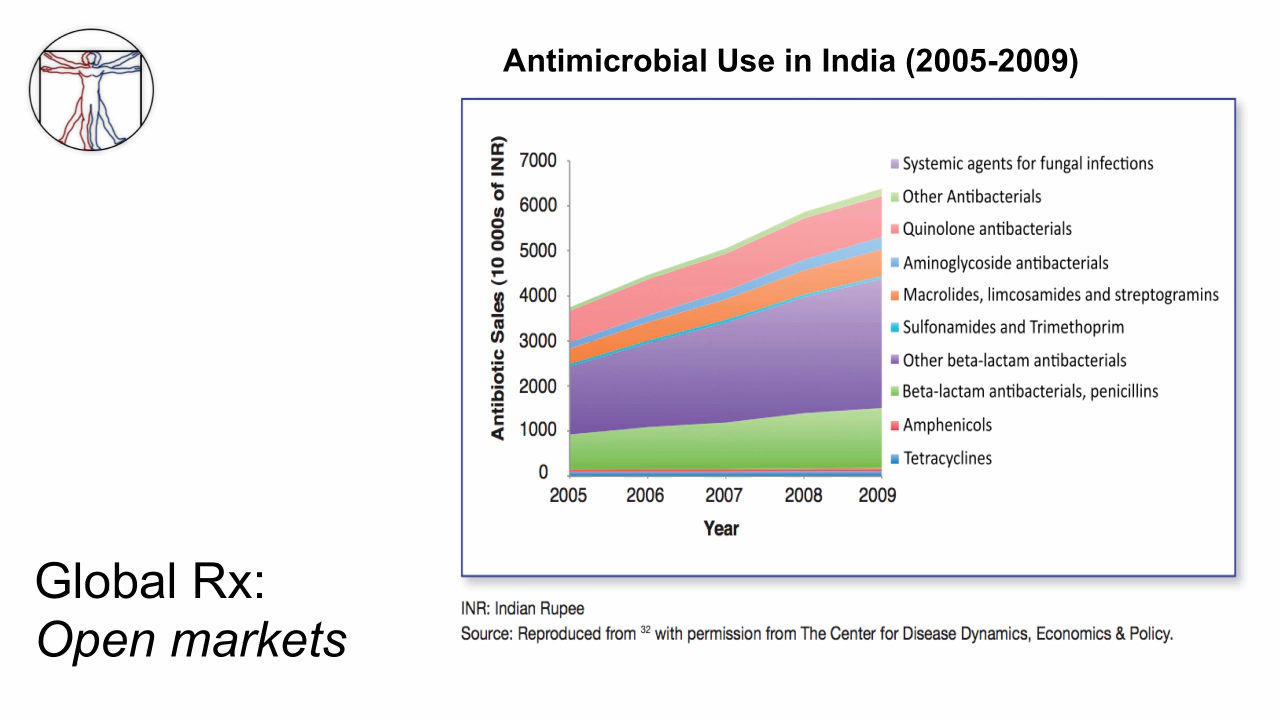 Antimicrobial Use in India (2005-2009)
Antibiotic Sales (10 000s of INR)
7000
6000
5000
4000
3000
2000
1000
0
2005 2006 2007 2008 2009
Year
Systemic agents for fungal infections
Other Antibacterials
Quinolone antibacterials
Aminoglycoside antibacterials
Macrolides, limcosamides and streptogramins
Sulfonamides and Trimethoprim
Other beta-lactam antibacterials
Beta-lactam antibacterials, penicillins
Amphenicols
Tetracyclines
Global Rx:
Open markets
INR: Indian Rupee
Source: Reproduced from 32 with permission from The Center for Disease Dynamics, Economics & Policy.